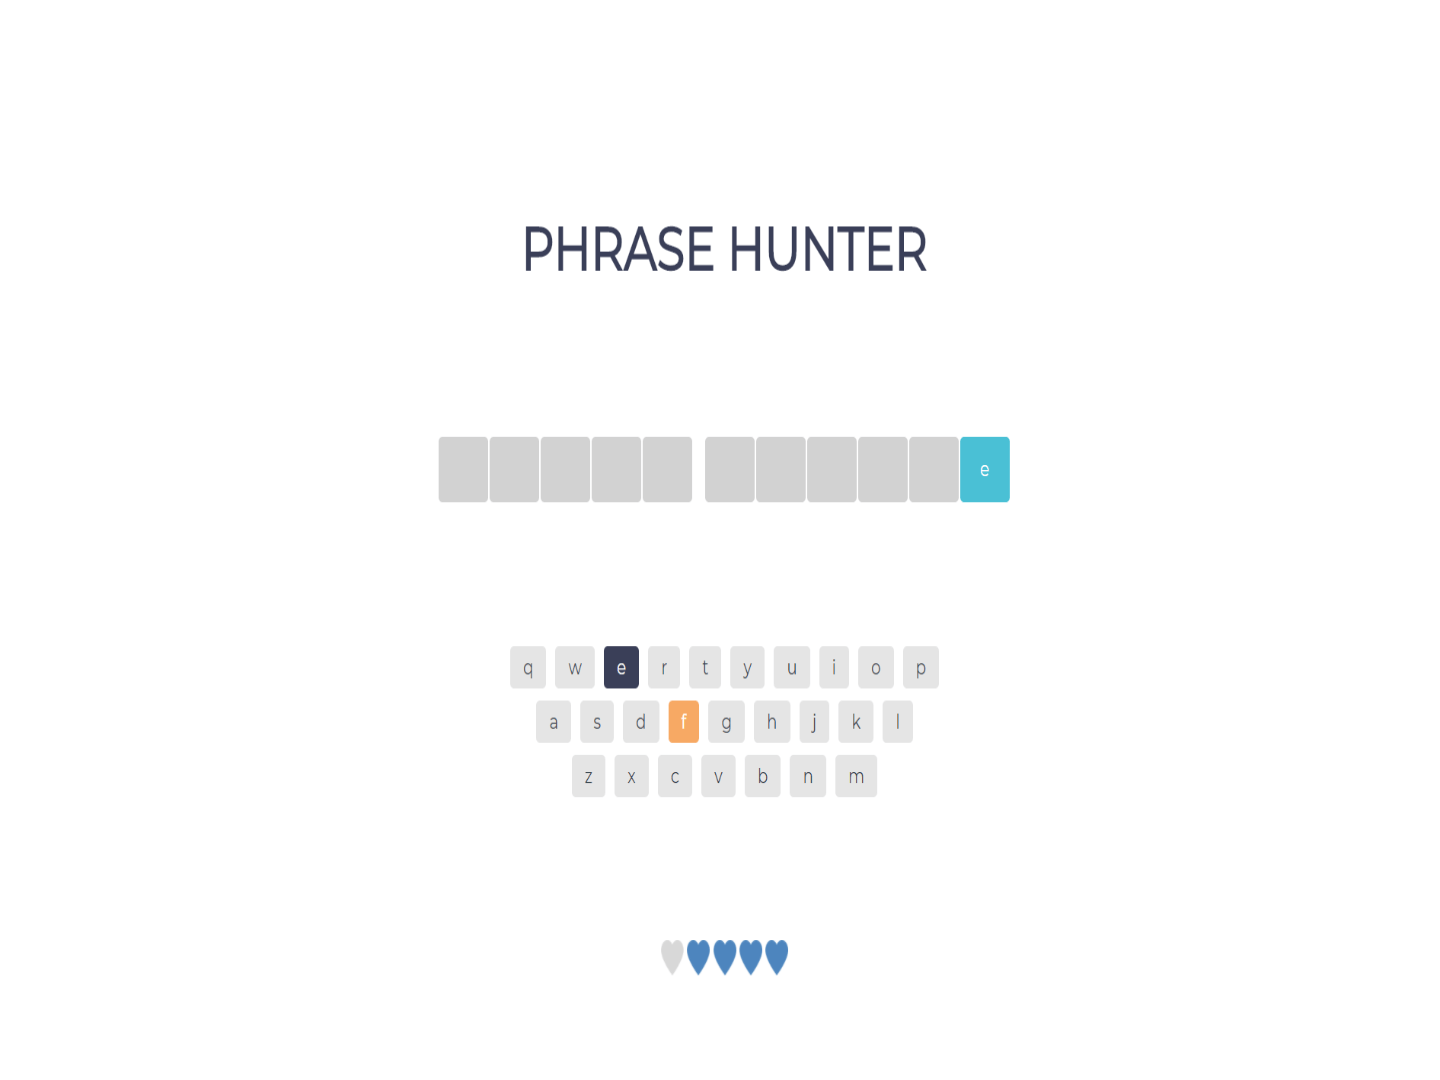 PHRASE HUNTER
e
q w e r t y u i o p
a s d f g h j k l
z x c v b n m